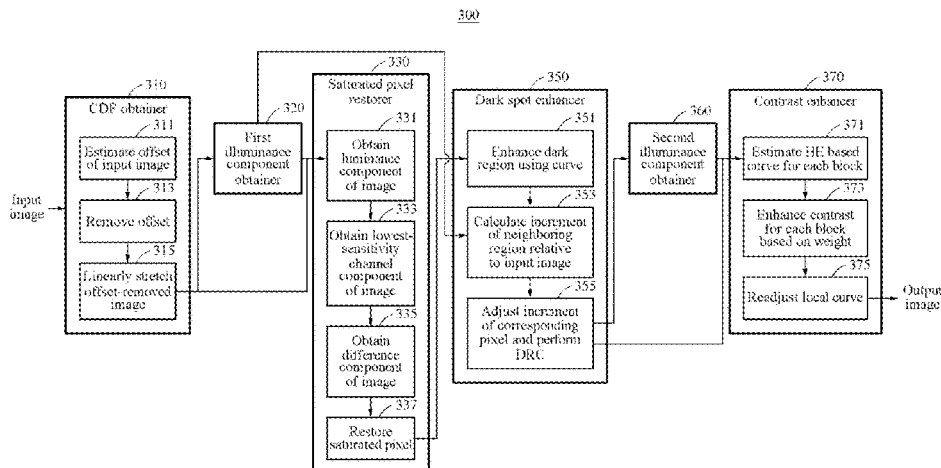 300
310
CDF obtainer
311
Estimate offset
of input image
313
Remove offset
315
Linearly stretch
offset-removed
image
Input
image
320
First
illuminance
component
obtainer
330
Saturated pixel
restorer
331
Obtain
luminance
component
of image
333
Obtain lowest-
sensitivity
channel
component
of image
335
Obtain
difference
component
of image
337
Restore
saturated pixel
350
Dark spot enhancer
351
Enhance dark
region using curve
353
Calculate increment
of neighboring
region relative
to input image
355
Adjust increment
of corresponding
pixel and perform
DRC
360
Second
illuminance
component
obtainer
370
Contrast enhancer
371
Estimate HE based
curve for each block
373
Enhance contrast
for each block
based on weight
375
Readjust local curve
Output
image